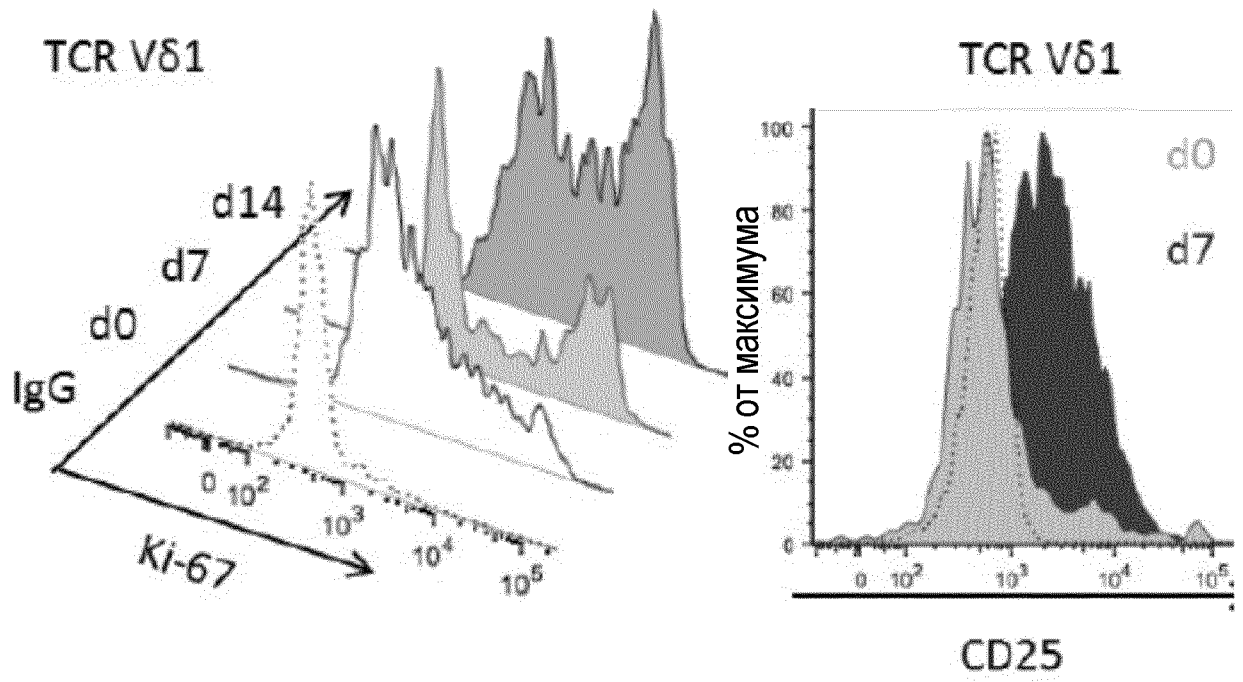 TCR Vδ1
d14
d7
d0
IgG
0 10² 10³ 10⁴ 10⁵
Ki-67
TCR Vδ1
d0
d7
% от максимума
100
80
60
40
20
0
0 10² 10³ 10⁴ 10⁵
CD25